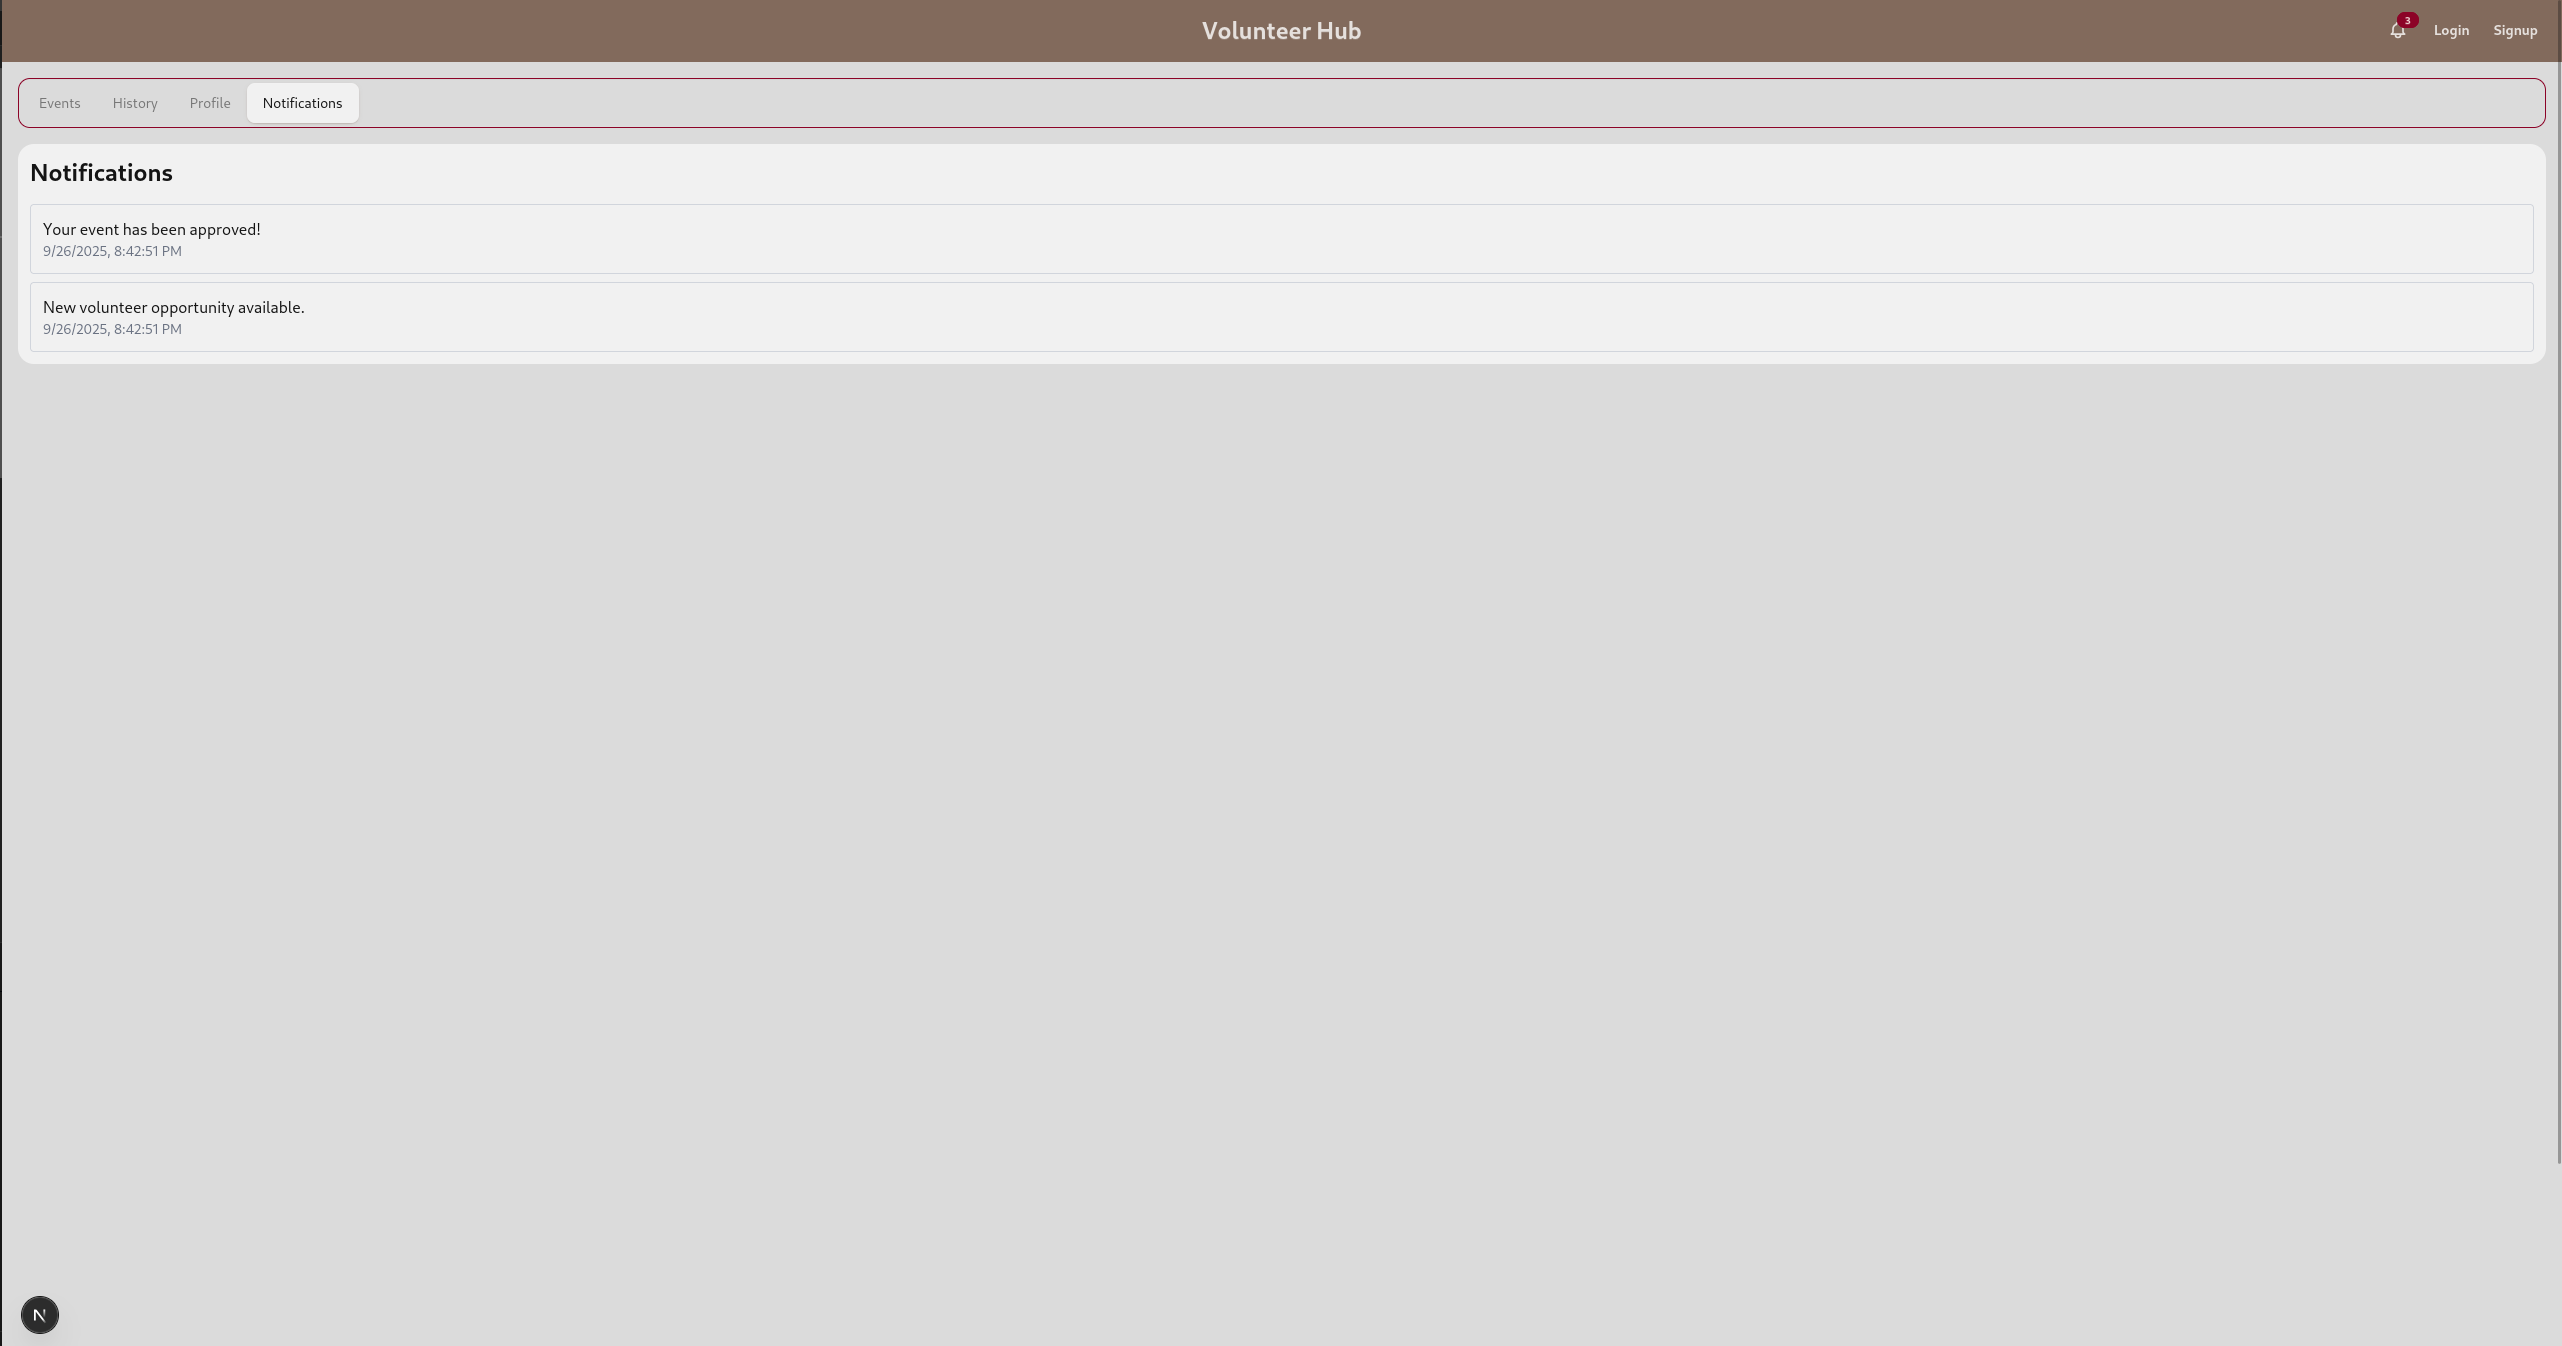 Volunteer Hub
3
Login
Signup
Events
History
Profile
Notifications
Notifications
Your event has been approved!
9/26/2025, 8:42:51 PM
New volunteer opportunity available.
9/26/2025, 8:42:51 PM
N